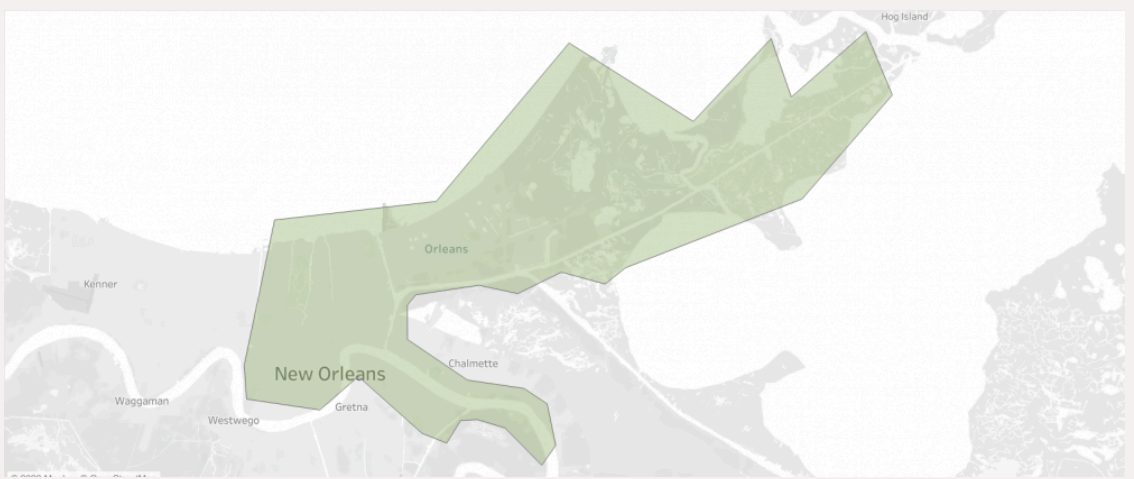 Hog Island
Orleans
Kenner
Chalmette
New Orleans
Waggaman
Gretna
Westwego